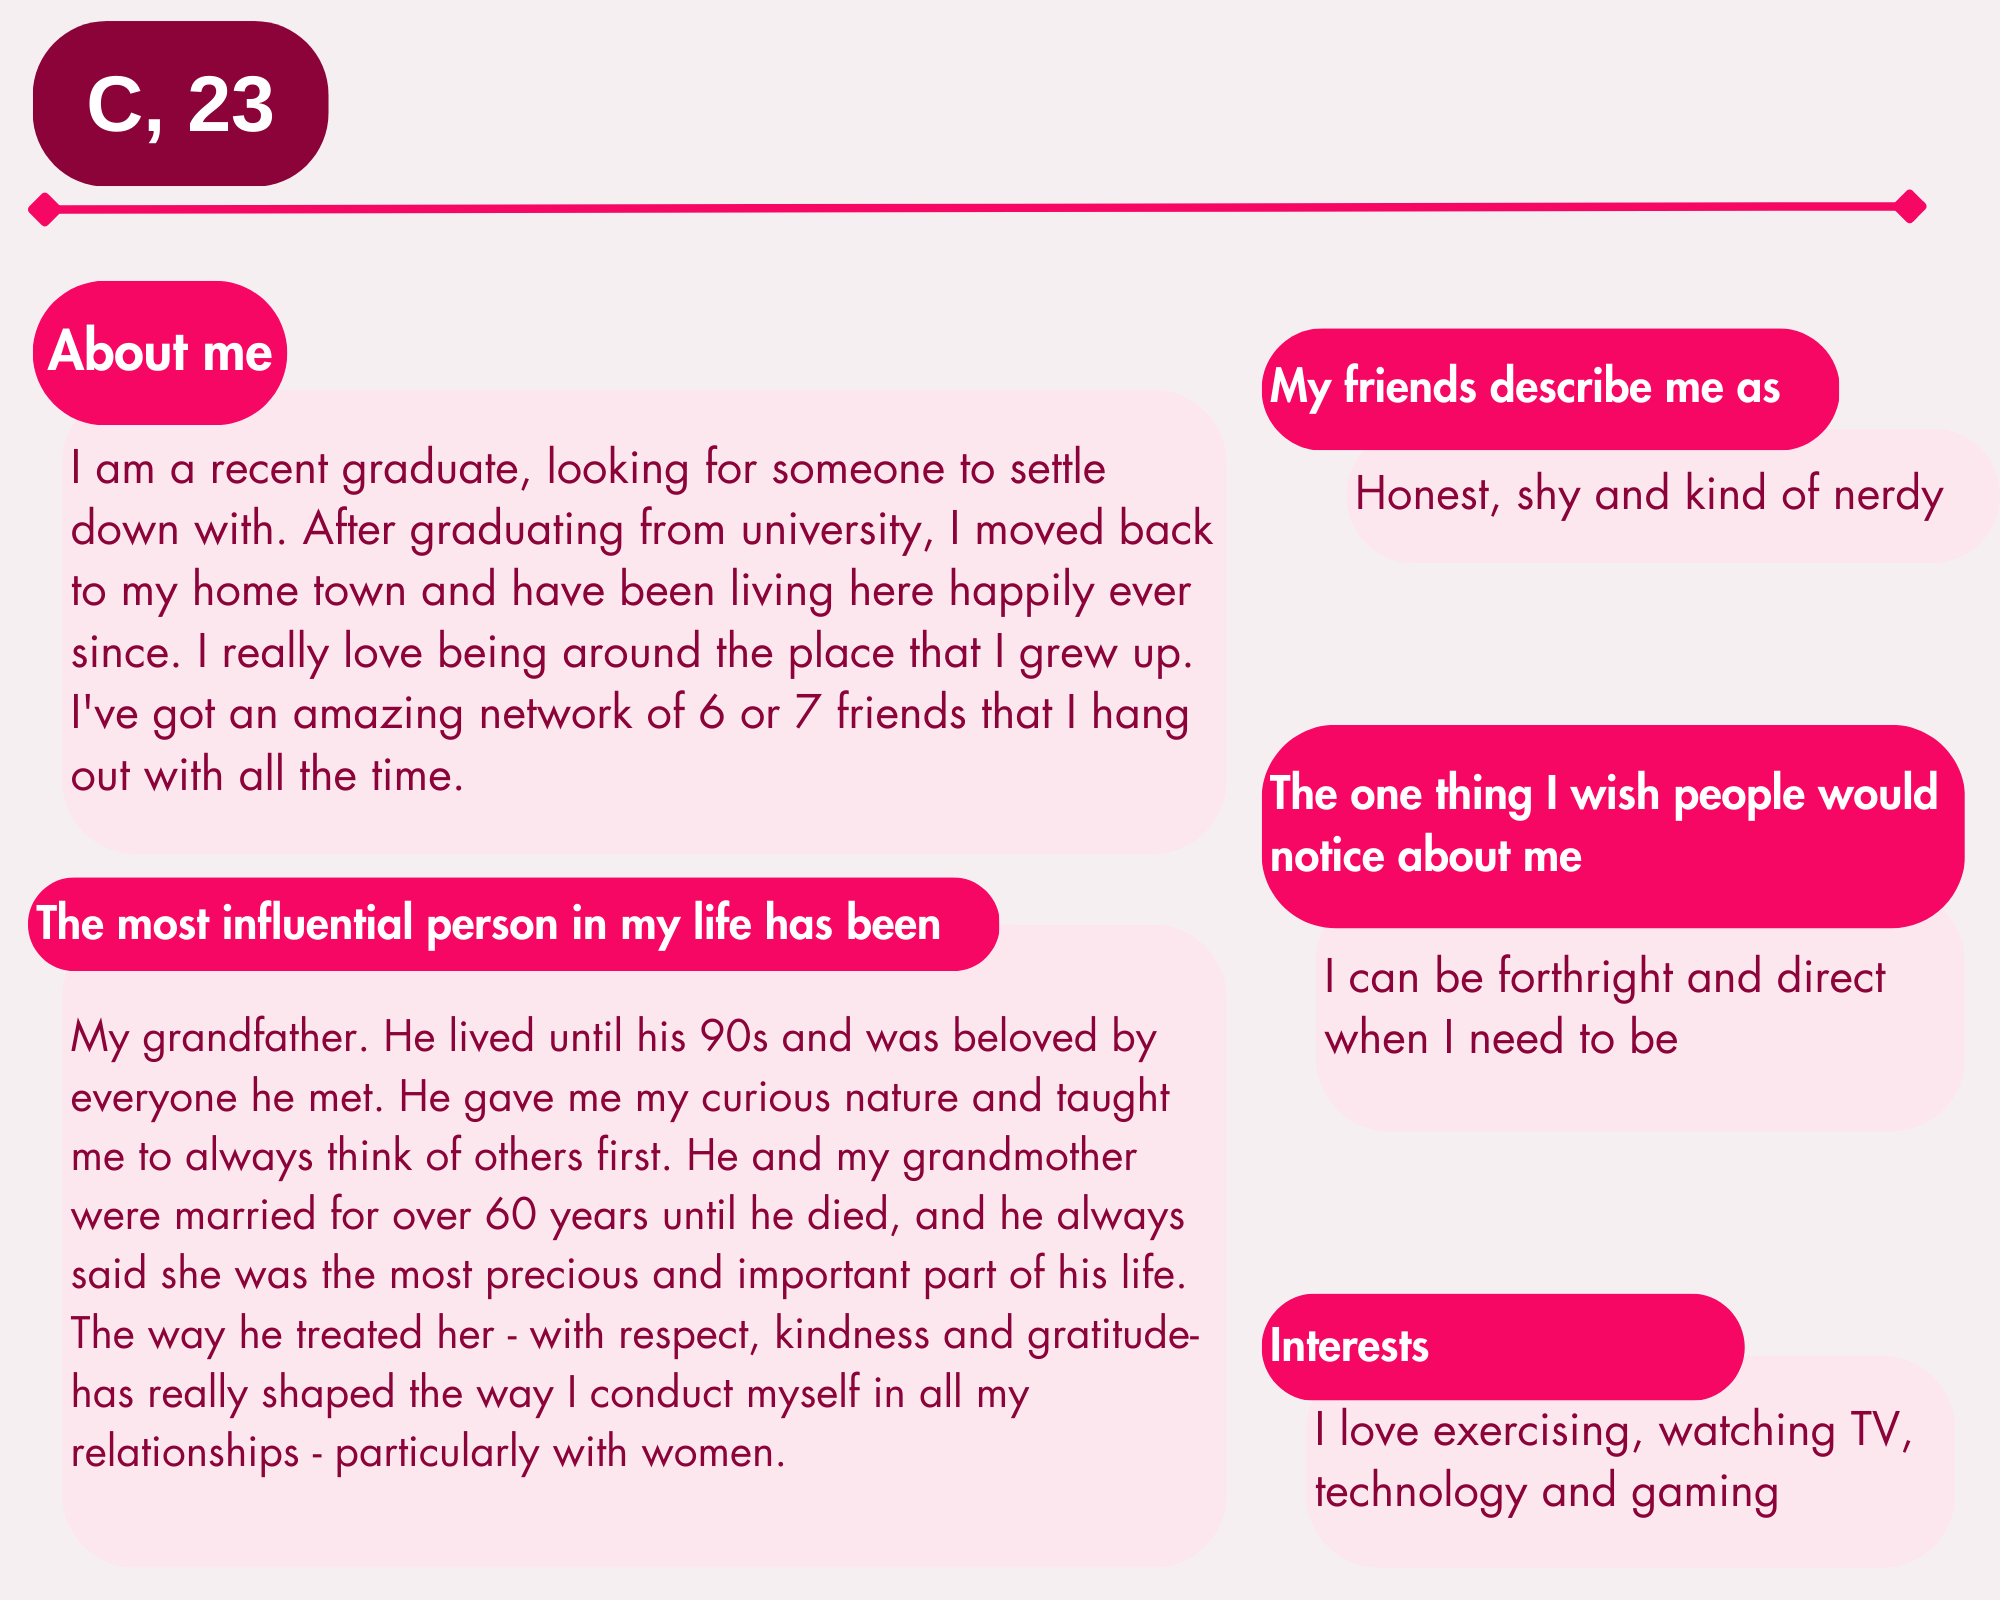 C, 23
About me
I am a recent graduate, looking for someone to settle
down with. After graduating from university, I moved back
to my home town and have been living here happily ever
since. I really love being around the place that I grew up.
I've got an amazing network of 6 or 7 friends that I hang
out with all the time.
The most influential person in my life has been
My grandfather. He lived until his 90s and was beloved by
everyone he met. He gave me my curious nature and taught
me to always think of others first. He and my grandmother
were married for over 60 years until he died, and he always
said she was the most precious and important part of his life.
The way he treated her - with respect, kindness and gratitude-
has really shaped the way I conduct myself in all my
relationships - particularly with women.
My friends describe me as
Honest, shy and kind of nerdy
The one thing I wish people would
notice about me
I can be forthright and direct
when I need to be
Interests
I love exercising, watching TV,
technology and gaming